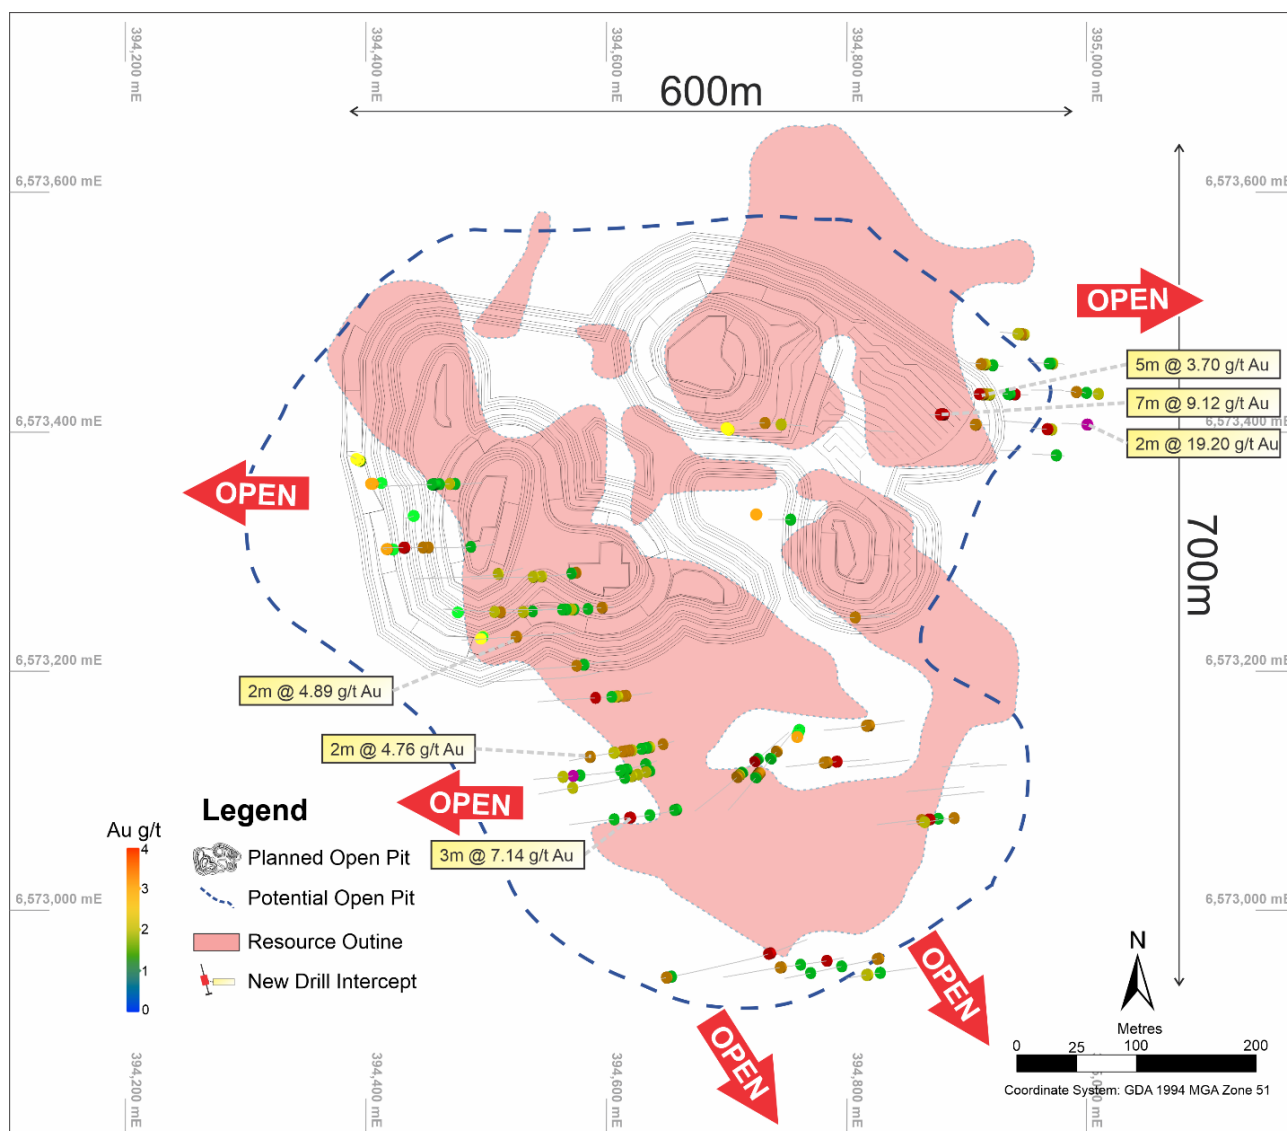 394,200 mE
394,400 mE
394,600 mE
394,800 mE
395,000 mE
600m
6,573,600 mE
6,573,600 mE
OPEN
5m @ 3.70 g/t Au
7m @ 9.12 g/t Au
6,573,400 mE
6,573,400 mE
2m @ 19.20 g/t Au
OPEN
700m
6,573,200 mE
6,573,200 mE
2m @ 4.89 g/t Au
2m @ 4.76 g/t Au
OPEN
Legend
Au g/t
4
3
2
1
0
Planned Open Pit
Potential Open Pit
Resource Outine
New Drill Intercept
3m @ 7.14 g/t Au
6,573,000 mE
6,573,000 mE
OPEN
OPEN
N
Metres
0 25 100 200
Coordinate System: GDA 1994 MGA Zone 51
394,200 mE
394,400 mE
394,600 mE
394,800 mE